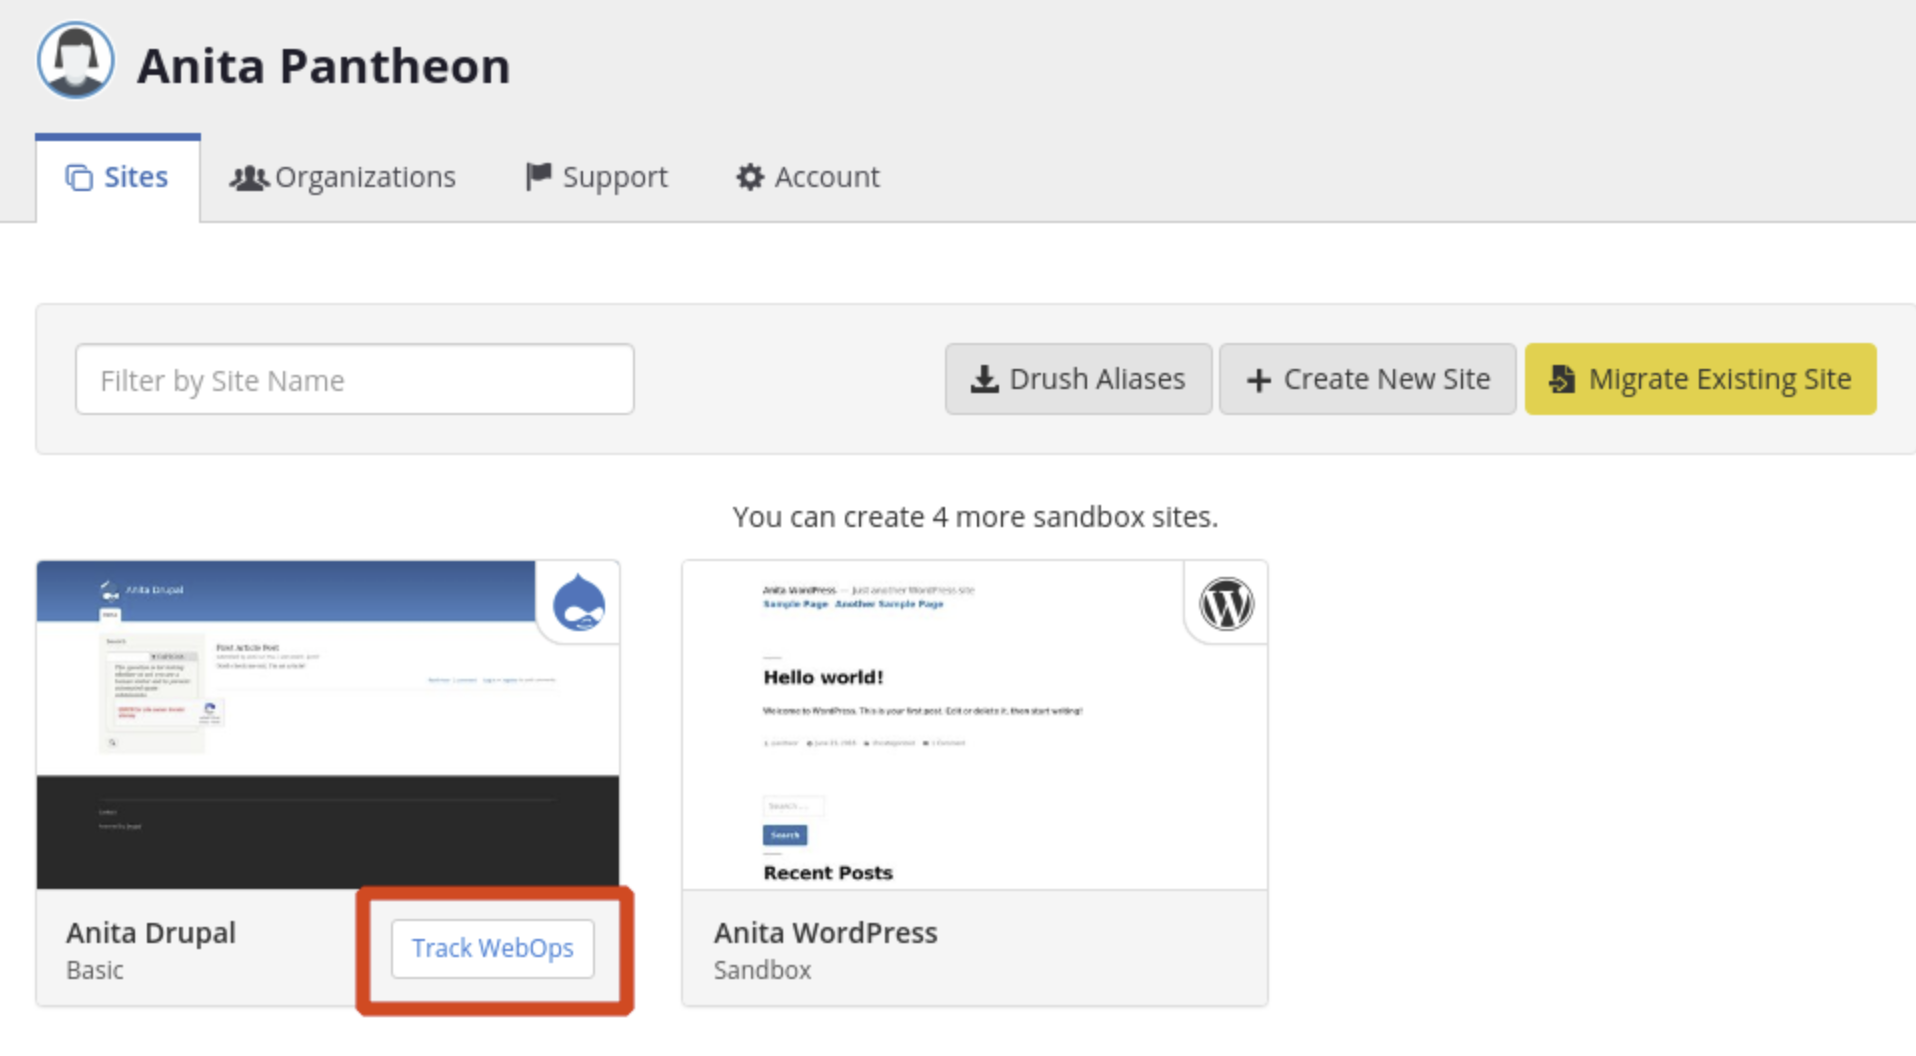 Anita Pantheon
Sites
Organizations
Support
Account
Filter by Site Name
Drush Aliases
Create New Site
Migrate Existing Site
You can create 4 more sandbox sites.
Anita Drupal
First Article Post
Anita WordPress — Just another WordPress site
Sample Page Another Sample Page
Hello world!
Welcome to WordPress. This is your first post. Edit or delete it, then start writing!
Search ...
Search
Recent Posts
Anita Drupal
Basic
Track WebOps
Anita WordPress
Sandbox